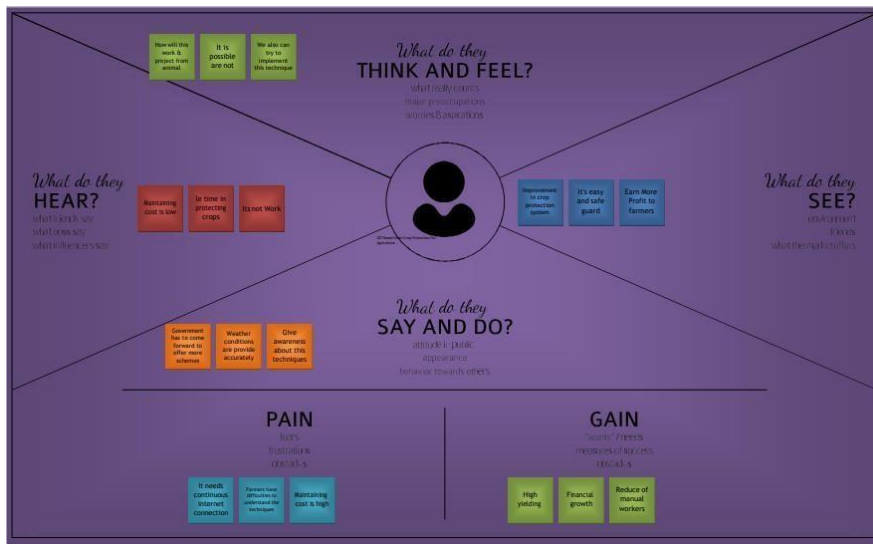 How will this
work &
project from
animal
It is
possible
are not
We also can
try to
implement
this technique
What do they
THINK AND FEEL?
what really counts
major preoccupations
worries & aspirations
What do they
HEAR?
what friends say
what boss say
what influencers say
Maintaining
cost is low
In time in
protecting
crops
Its not Work
Improvement
in crop
protection
system
It's easy
and safe
guard
Earn More
Profit to
farmers
What do they
SEE?
environment
friends
what the market offers
What do they
SAY AND DO?
attitude in public
appearance
behavior towards others
Government
has to come
forward to
offer more
schemes
Weather
conditions
are provide
accurately
Give
awareness
about this
techniques
PAIN
fears
frustrations
obstacles
It needs
continuous
internet
connection
Farmers have
difficulties to
understand the
techniques
Maintaining
cost is high
GAIN
"wants" / needs
measures of success
obstacles
High
yielding
Financial
growth
Reduce of
manual
workers